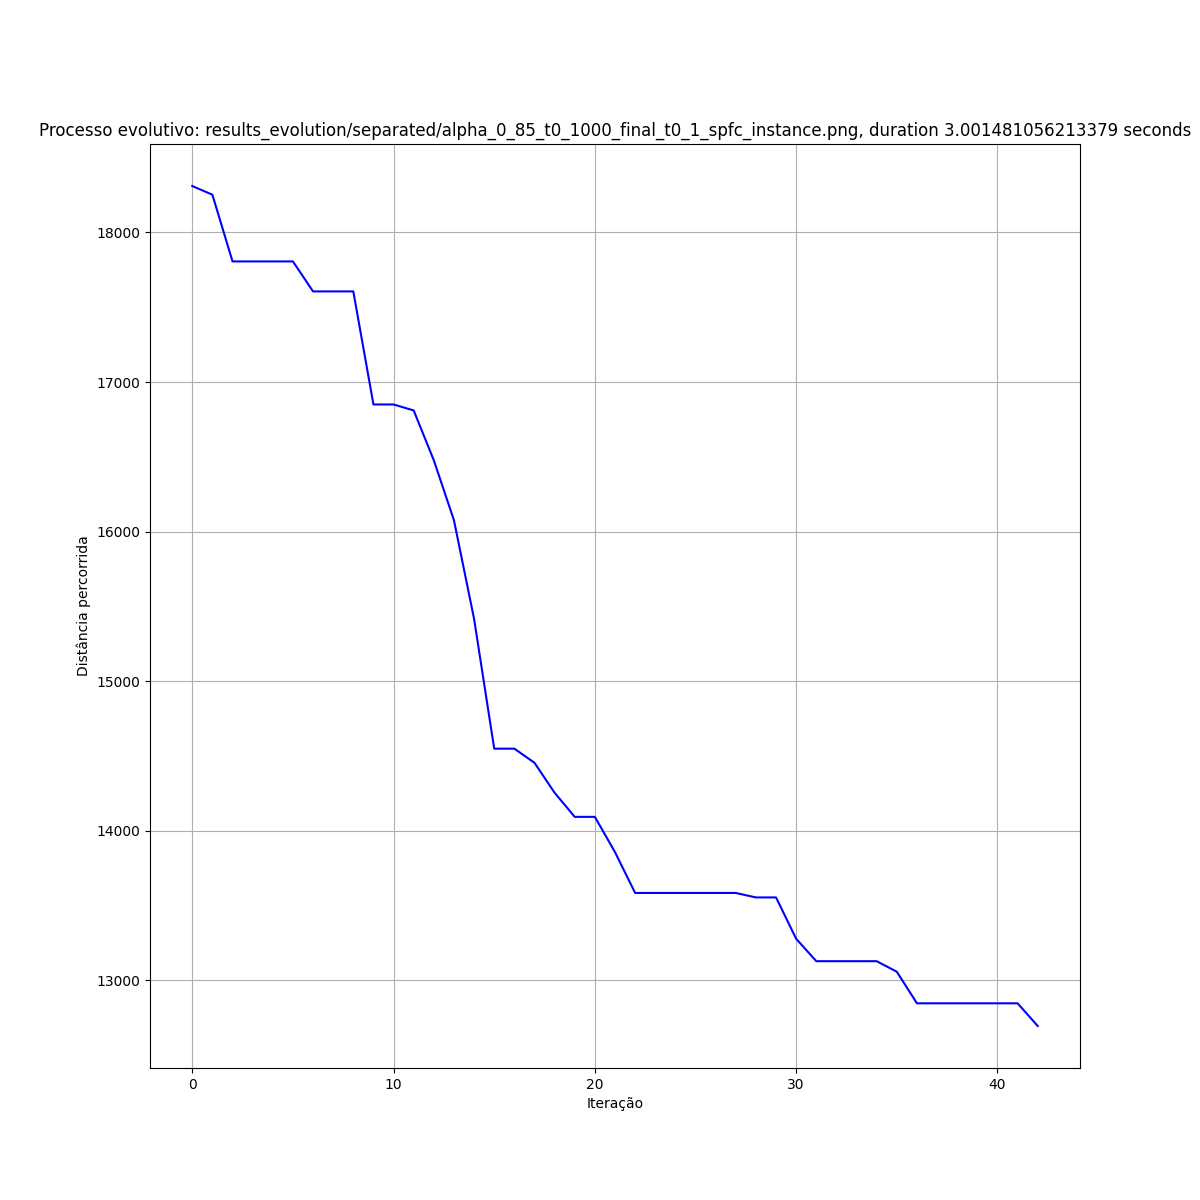 Processo evolutivo: results_evolution/separated/alpha_0_85_t0_1000_final_t0_1_spfc_instance.png, duration 3.001481056213379 seconds
18000
17000
16000
15000
14000
13000
Distância percorrida
0 10 20 30 40
Iteração